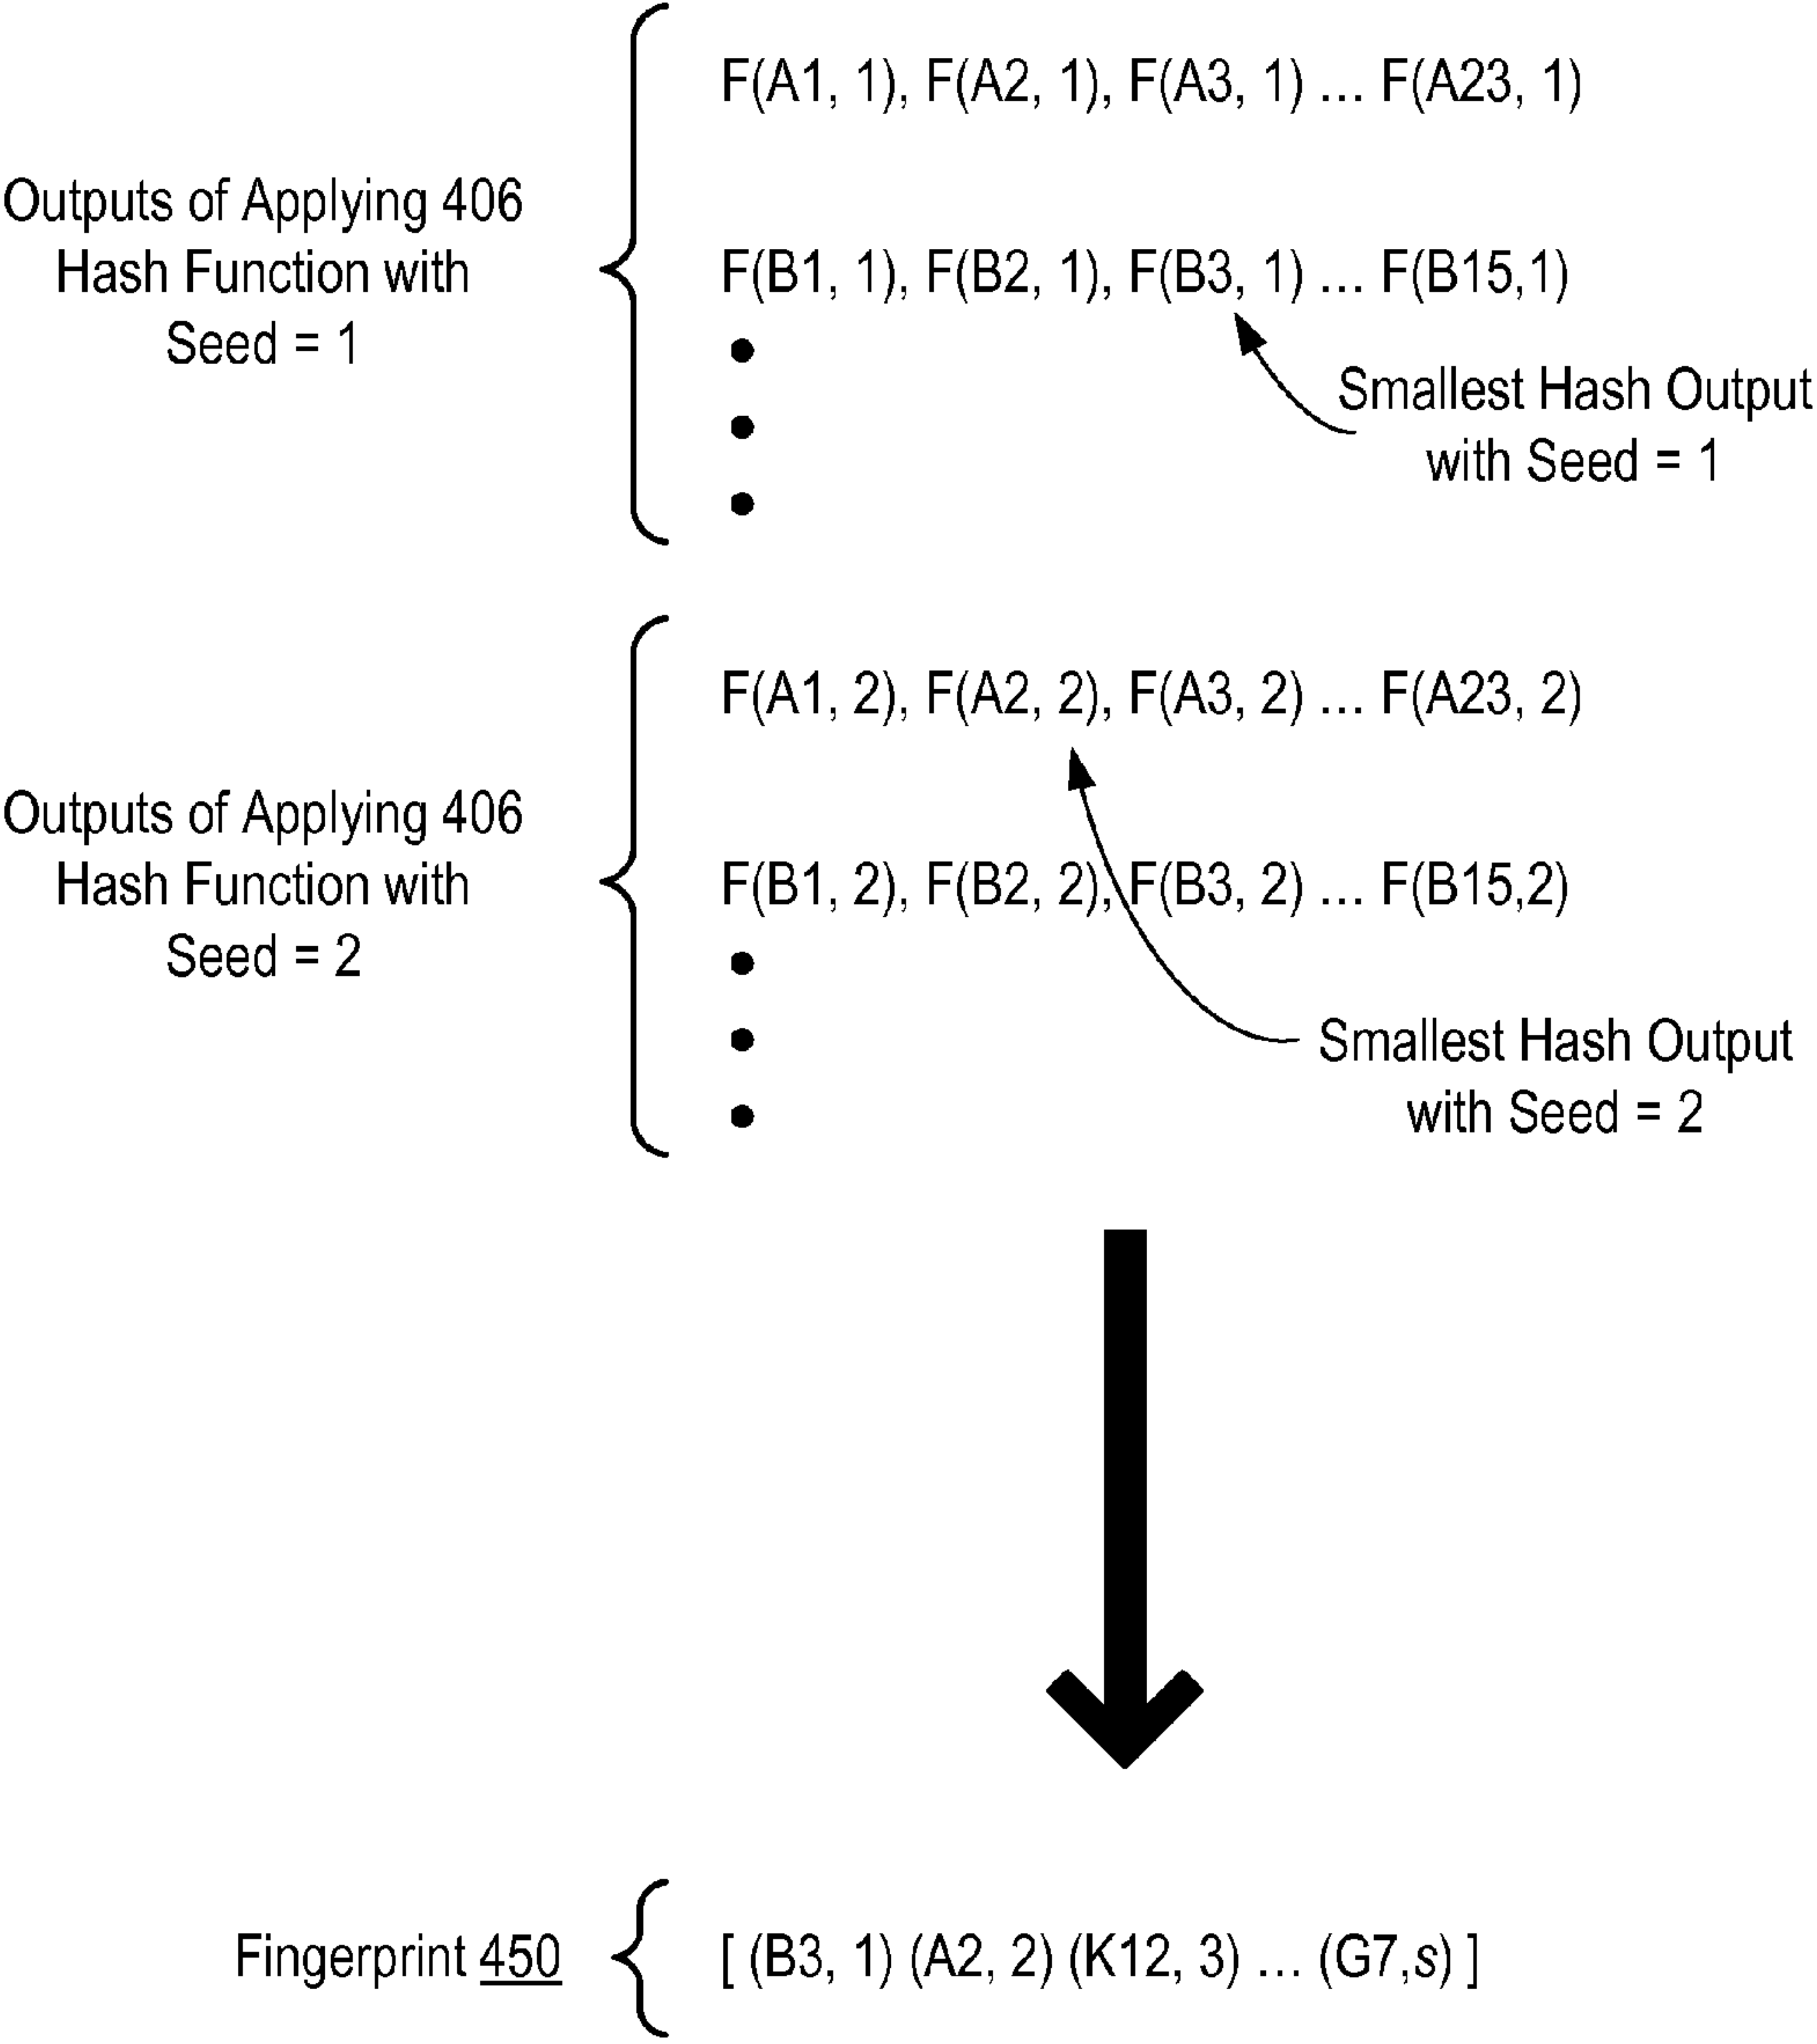 F(A1, 1), F(A2, 1), F(A3, 1) ... F(A23, 1)
Outputs of Applying 406
Hash Function with
Seed = 1
F(B1, 1), F(B2, 1), F(B3, 1) ... F(B15,1)
Smallest Hash Output
with Seed = 1
F(A1, 2), F(A2, 2), F(A3, 2) ... F(A23, 2)
Outputs of Applying 406
Hash Function with
Seed = 2
F(B1, 2), F(B2, 2), F(B3, 2) ... F(B15,2)
Smallest Hash Output
with Seed = 2
Fingerprint 450
[ (B3, 1) (A2, 2) (K12, 3) ... (G7,s) ]